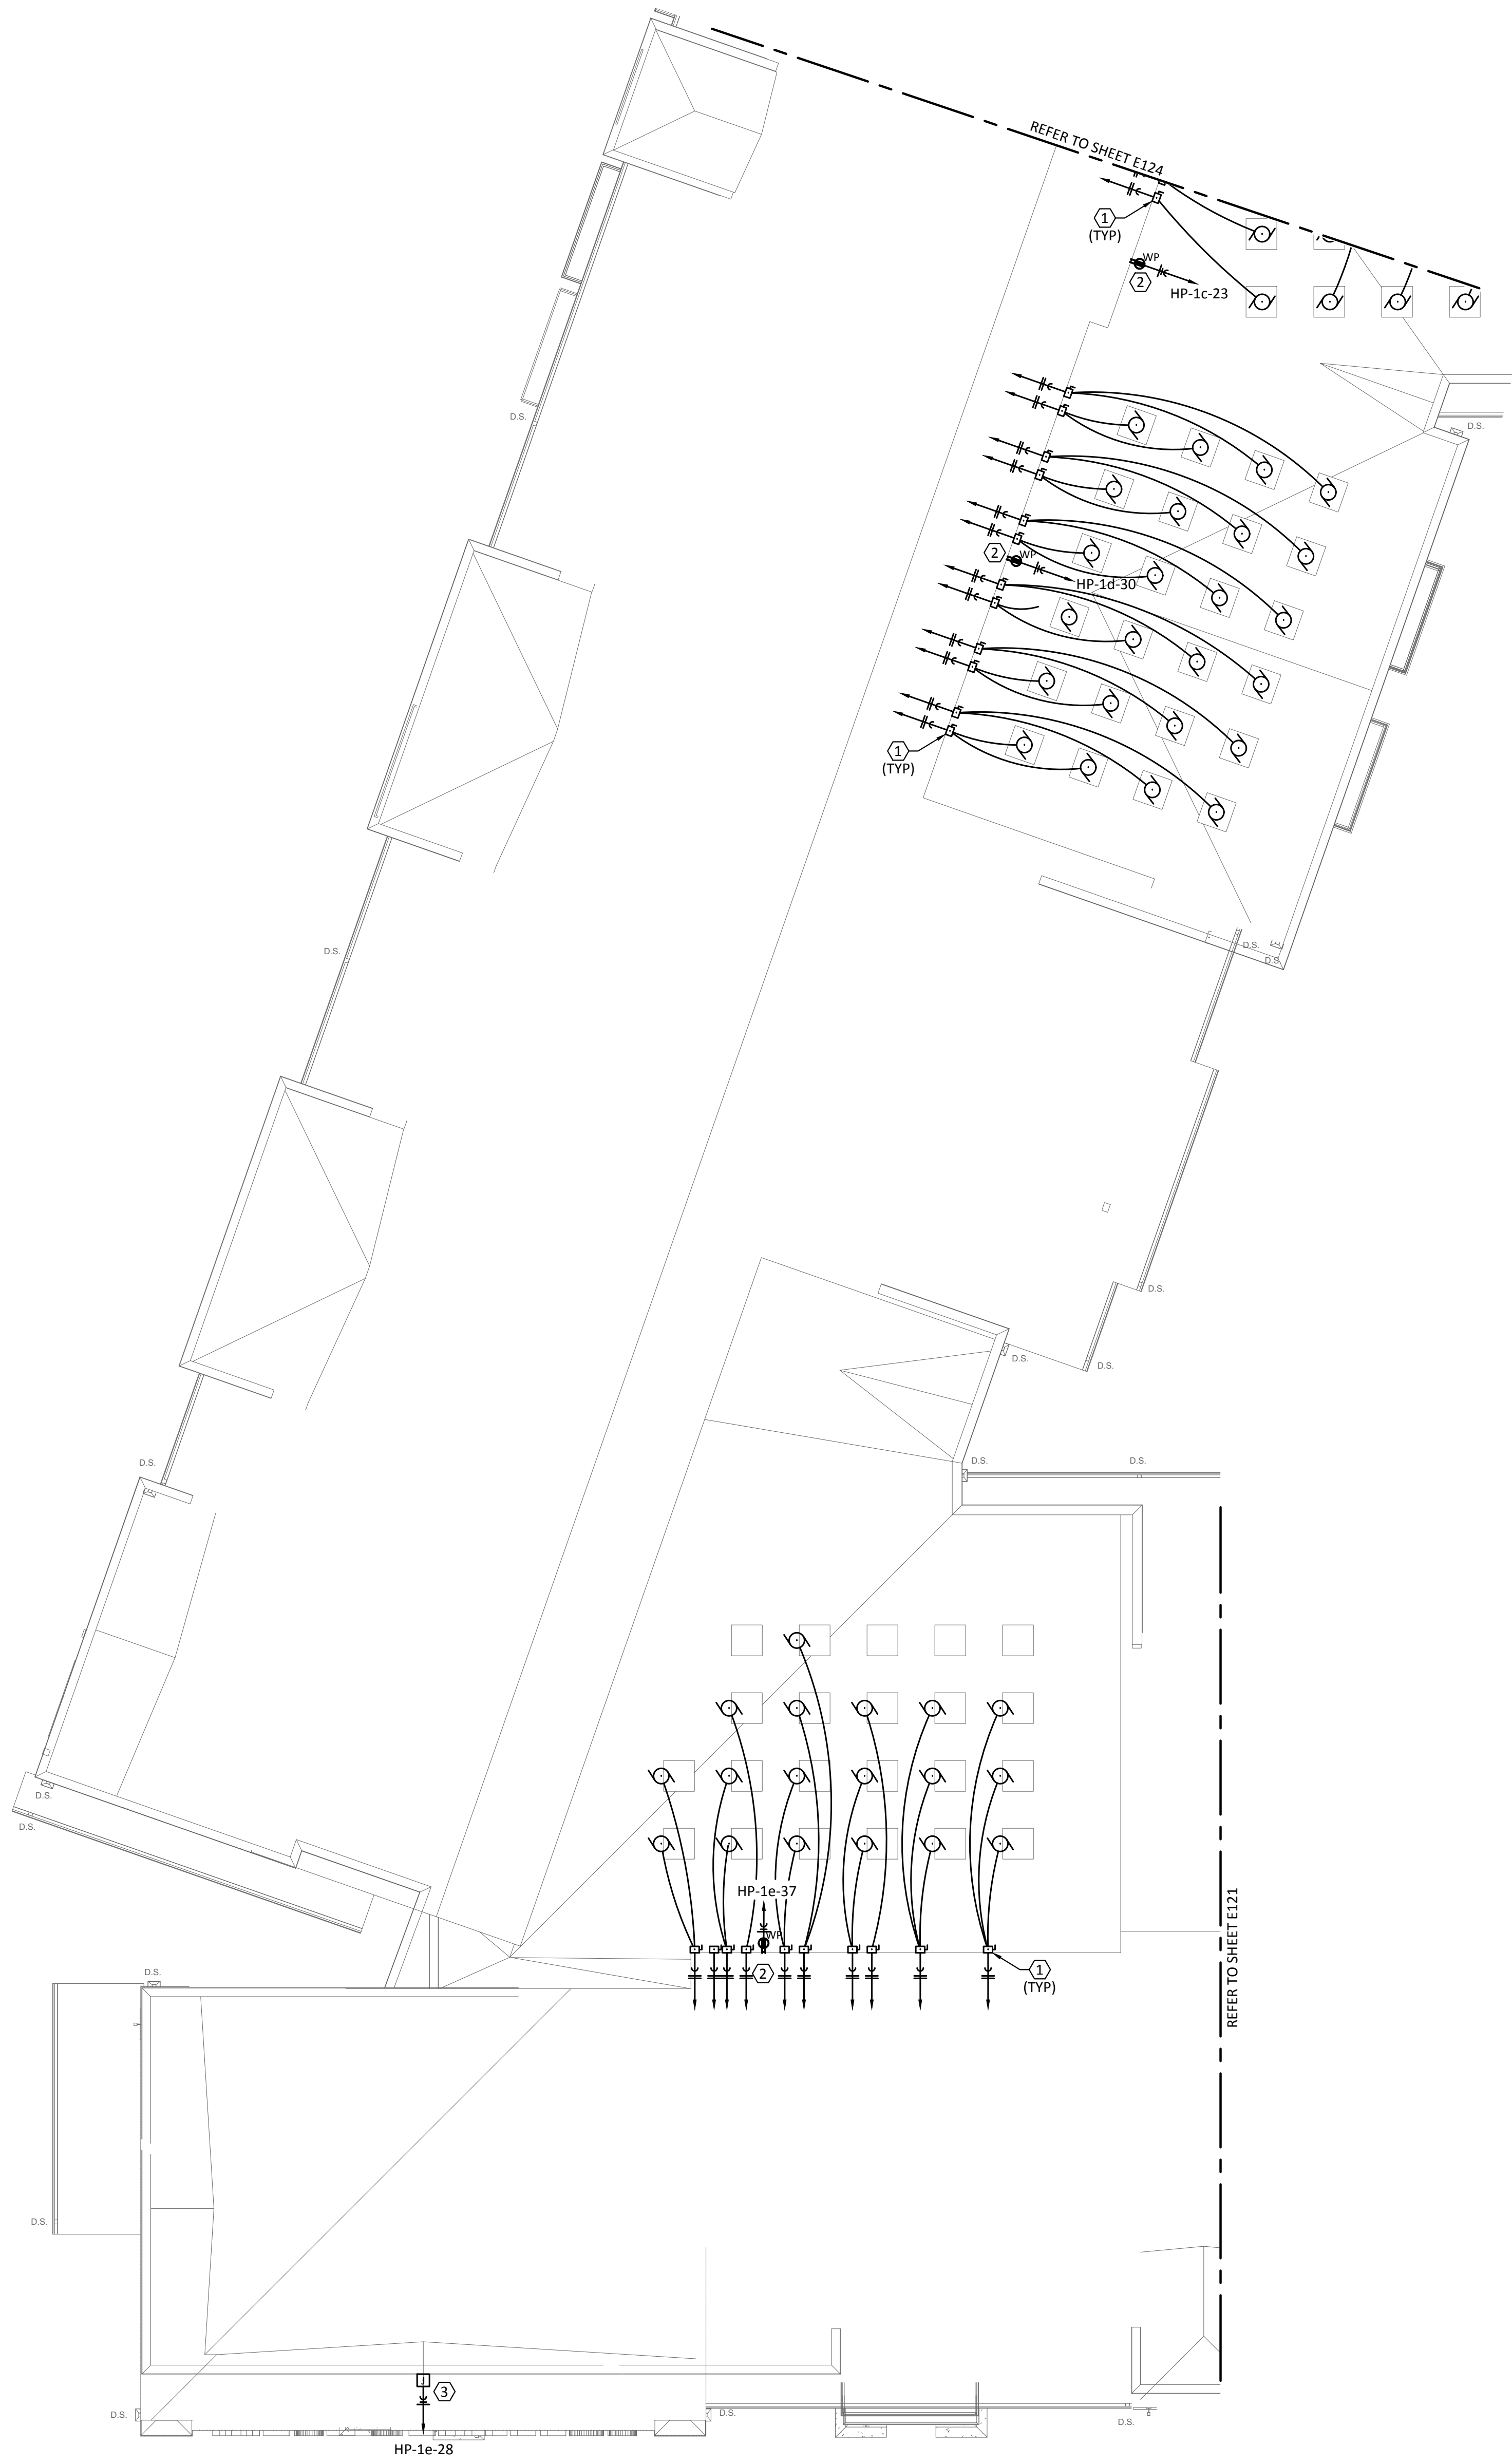 REFER TO SHEET E124
1
(TYP)
WP
2
HP-1c-23
D.S.
D.S.
2
WP
HP-1d-30
1
(TYP)
D.S.
D.S.
D.S.
D.S.
D.S.
D.S.
D.S.
D.S.
D.S.
D.S.
D.S.
D.S.
HP-1e-37
WP
2
1
(TYP)
REFER TO SHEET E121
D.S.
D.S.
3
J
D.S.
D.S.
D.S.
HP-1e-28